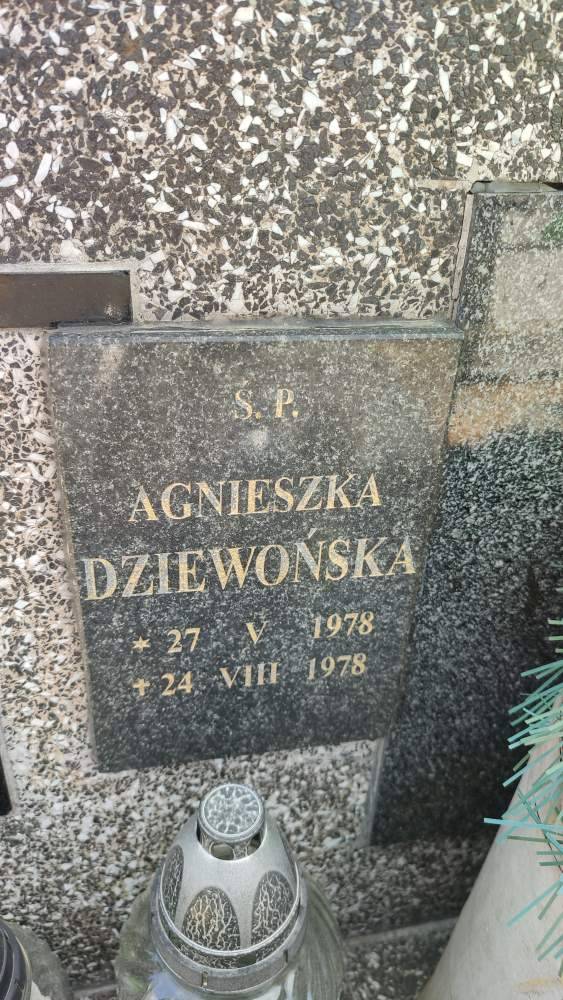 Ś. P.
AGNIESZKA
DZIEWOŃSKA
* 27 V 1978
+ 24 VIII 1978